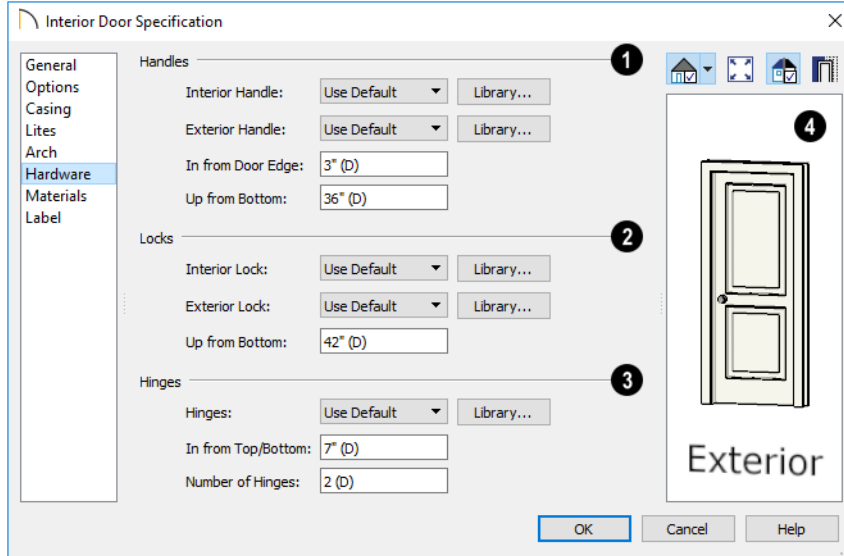 Interior Door Specification
General
Options
Casing
Lites
Arch
Hardware
Materials
Label
Handles 1
Interior Handle: Use Default Library...
Exterior Handle: Use Default Library...
In from Door Edge: 3" (D)
Up from Bottom: 36" (D)
Locks 2
Interior Lock: Use Default Library...
Exterior Lock: Use Default Library...
Up from Bottom: 42" (D)
Hinges 3
Hinges: Use Default Library...
In from Top/Bottom: 7" (D)
Number of Hinges: 2 (D)
4
Exterior
OK Cancel Help